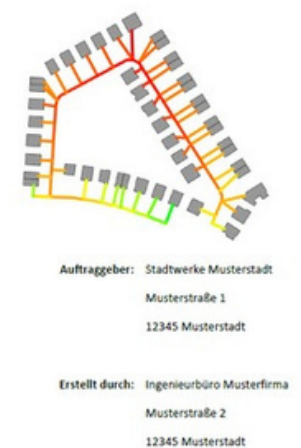 Auftraggeber: Stadtwerke Musterstadt
Musterstraße 1
12345 Musterstadt
Erstellt durch: Ingenieurbüro Musterfirma
Musterstraße 2
12345 Musterstadt